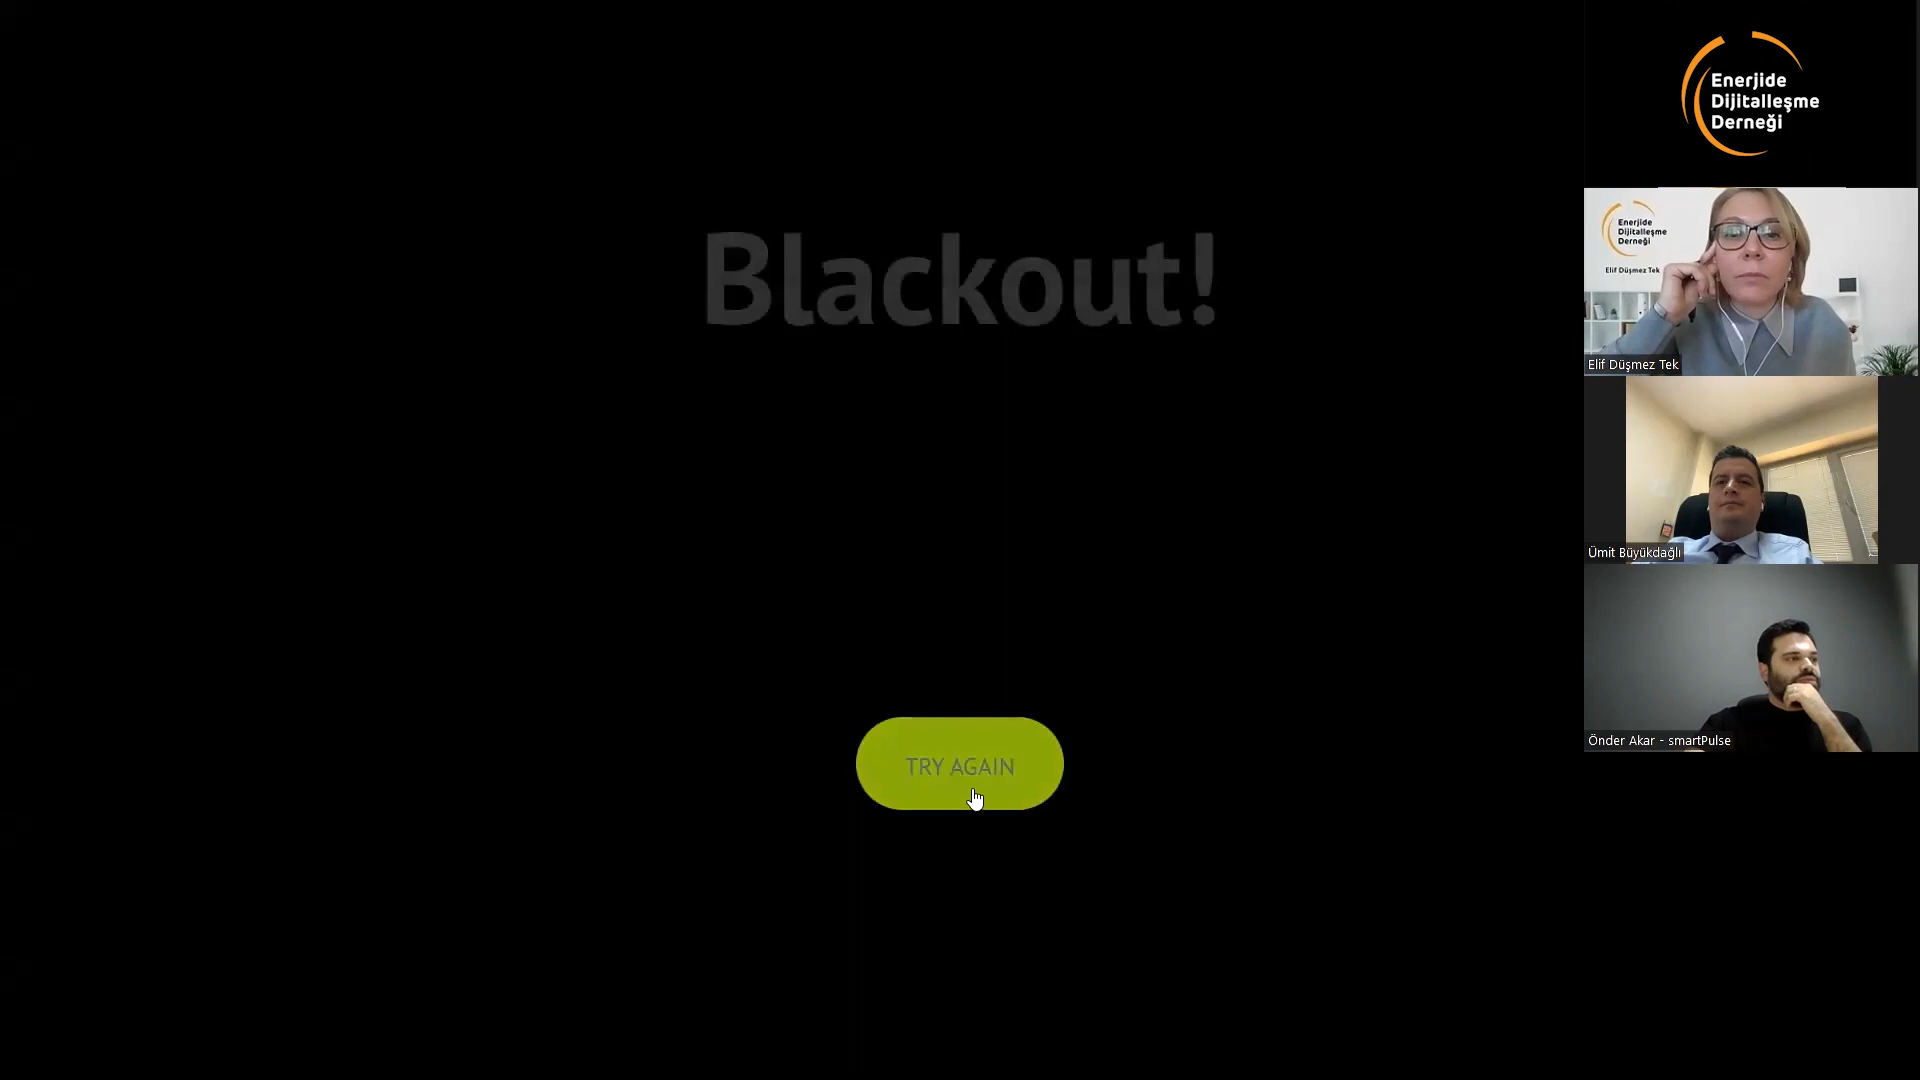 Blackout!
TRY AGAIN
Enerjide
Dijitalleşme
Derneği
Enerjide
Dijitalleşme
Derneği
Elif Düşmez Tek
Elif Düşmez Tek
Ümit Büyükdağlı
Önder Akar - smartPulse